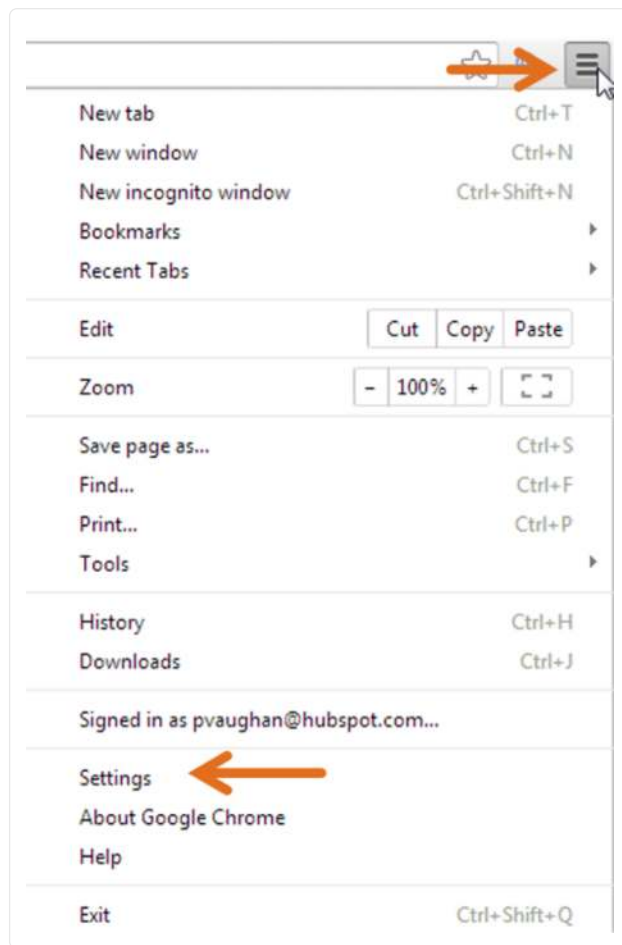 New tab Ctrl+T
New window Ctrl+N
New incognito window Ctrl+Shift+N
Bookmarks
Recent Tabs
Edit Cut Copy Paste
Zoom - 100% +
Save page as... Ctrl+S
Find... Ctrl+F
Print... Ctrl+P
Tools
History Ctrl+H
Downloads Ctrl+J
Signed in as pvaughan@hubspot.com...
Settings
About Google Chrome
Help
Exit Ctrl+Shift+Q